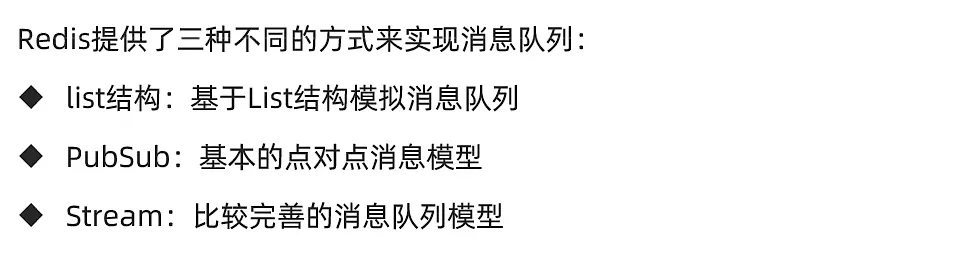 Redis提供了三种不同的方式来实现消息队列：
◆ list结构：基于List结构模拟消息队列
◆ PubSub：基本的点对点消息模型
◆ Stream：比较完善的消息队列模型